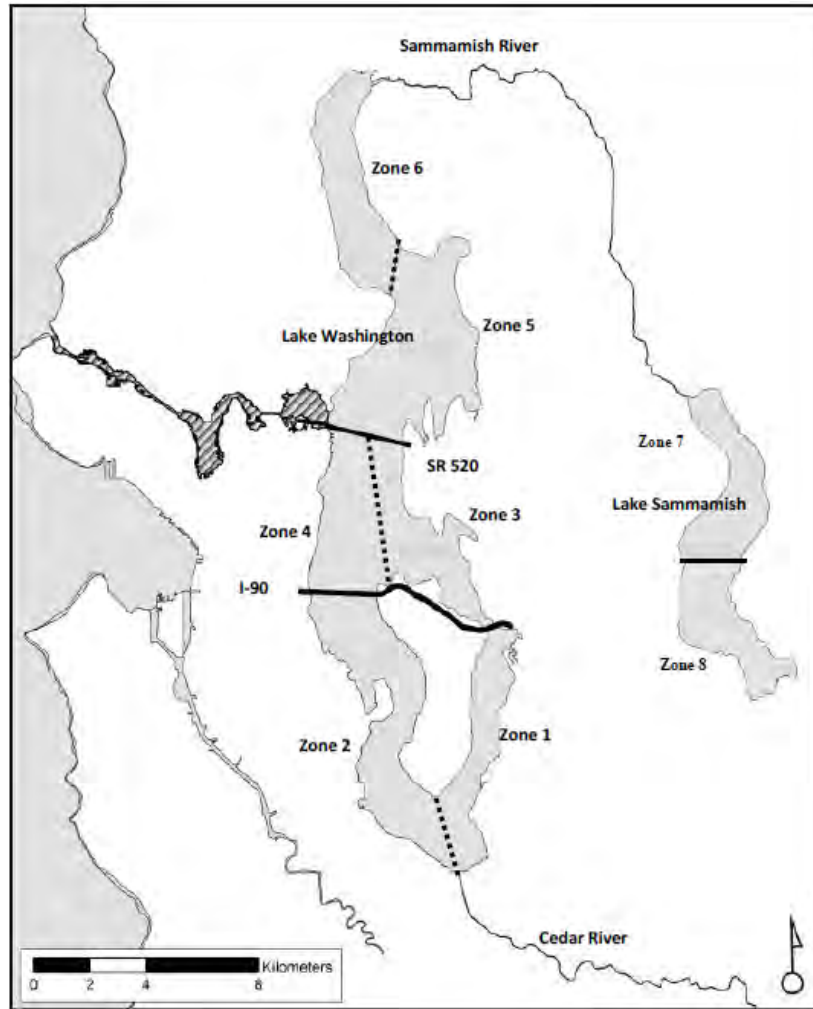 Sammamish River
Zone 6
Zone 5
Lake Washington
Zone 7
SR 520
Lake Sammamish
Zone 3
Zone 4
I-90
Zone 8
Zone 1
Zone 2
Cedar River
Kilometers
0 2 4 8